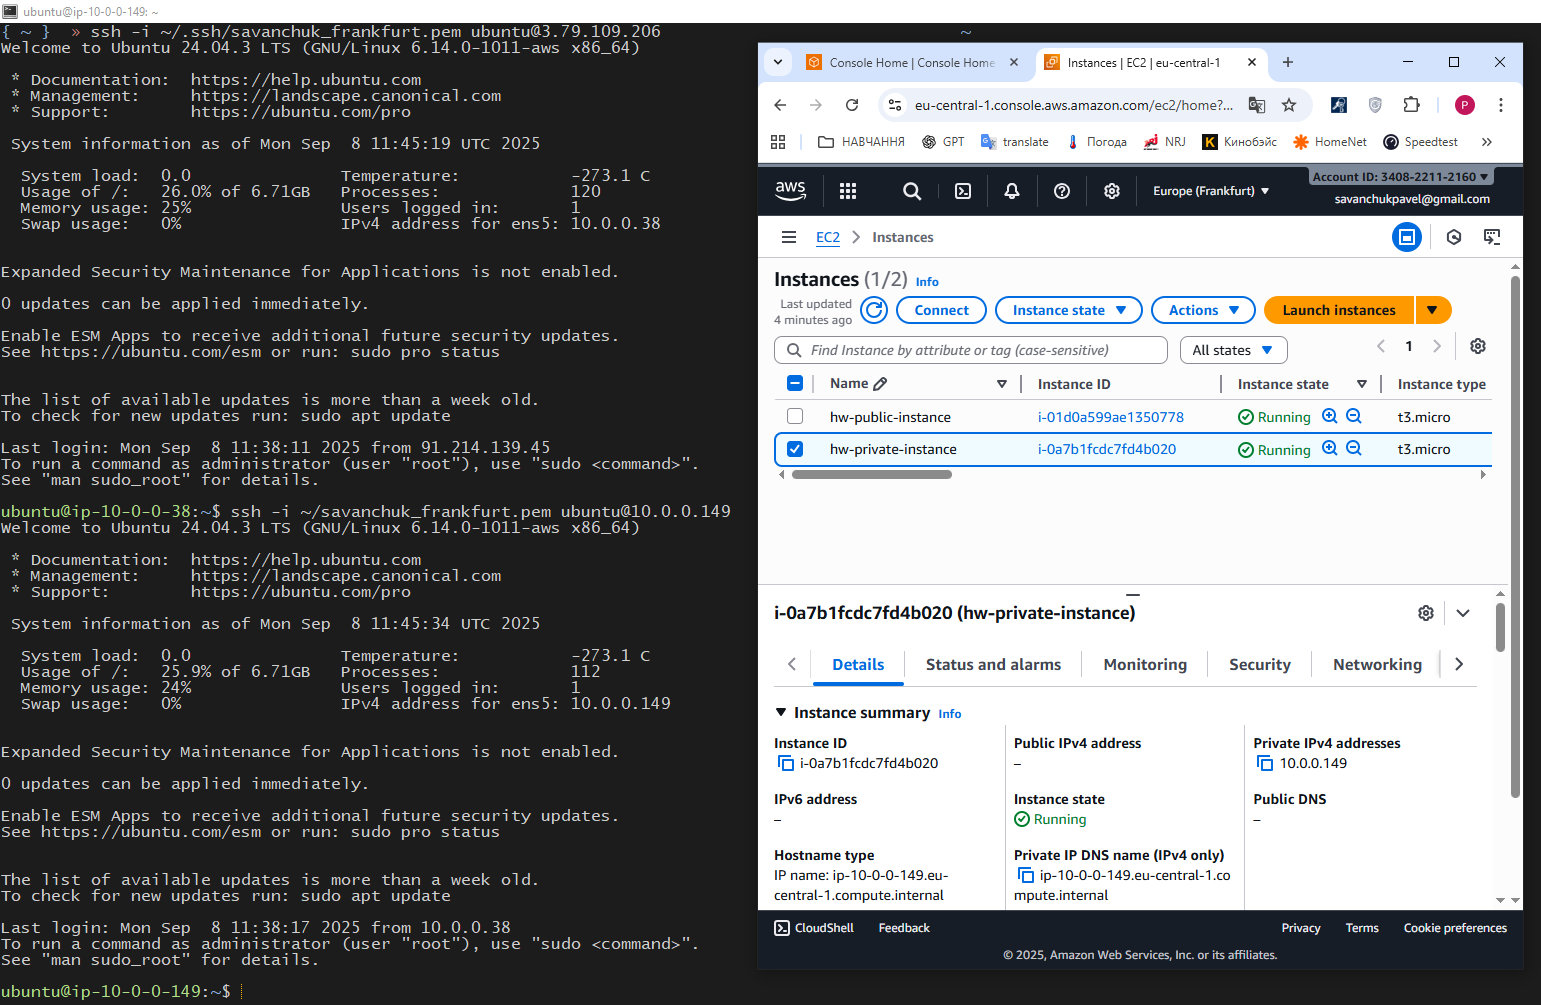 ubuntu@ip-10-0-0-149: ~
{ ~ }  » ssh -i ~/.ssh/savanchuk_frankfurt.pem ubuntu@3.79.109.206                              ~
Welcome to Ubuntu 24.04.3 LTS (GNU/Linux 6.14.0-1011-aws x86_64)
* Documentation:  https://help.ubuntu.com
* Management:     https://landscape.canonical.com
* Support:        https://ubuntu.com/pro
System information as of Mon Sep  8 11:45:19 UTC 2025
System load:  0.0               Temperature:           -273.1 C
Usage of /:   26.0% of 6.71GB   Processes:             120
Memory usage: 25%               Users logged in:       1
Swap usage:   0%                IPv4 address for ens5: 10.0.0.38
Expanded Security Maintenance for Applications is not enabled.
0 updates can be applied immediately.
Enable ESM Apps to receive additional future security updates.
See https://ubuntu.com/esm or run: sudo pro status
The list of available updates is more than a week old.
To check for new updates run: sudo apt update
Last login: Mon Sep  8 11:38:11 2025 from 91.214.139.45
To run a command as administrator (user "root"), use "sudo <command>".
See "man sudo_root" for details.
ubuntu@ip-10-0-0-38:~$ ssh -i ~/savanchuk_frankfurt.pem ubuntu@10.0.0.149
Welcome to Ubuntu 24.04.3 LTS (GNU/Linux 6.14.0-1011-aws x86_64)
* Documentation:  https://help.ubuntu.com
* Management:     https://landscape.canonical.com
* Support:        https://ubuntu.com/pro
System information as of Mon Sep  8 11:45:34 UTC 2025
System load:  0.0               Temperature:           -273.1 C
Usage of /:   25.9% of 6.71GB   Processes:             112
Memory usage: 24%               Users logged in:       1
Swap usage:   0%                IPv4 address for ens5: 10.0.0.149
Expanded Security Maintenance for Applications is not enabled.
0 updates can be applied immediately.
Enable ESM Apps to receive additional future security updates.
See https://ubuntu.com/esm or run: sudo pro status
The list of available updates is more than a week old.
To check for new updates run: sudo apt update
Last login: Mon Sep  8 11:38:17 2025 from 10.0.0.38
To run a command as administrator (user "root"), use "sudo <command>".
See "man sudo_root" for details.
ubuntu@ip-10-0-0-149:~$
Console Home | Console Home
Instances | EC2 | eu-central-1
eu-central-1.console.aws.amazon.com/ec2/home?...
P
НАВЧАННЯ GPT translate Погода NRJ Кинобэйс HomeNet Speedtest »
aws
Europe (Frankfurt)
Account ID: 3408-2211-2160
savanchukpavel@gmail.com
EC2 > Instances
Instances (1/2) Info
Last updated
4 minutes ago
Connect Instance state Actions Launch instances
Find Instance by attribute or tag (case-sensitive) All states 1
Name Instance ID Instance state Instance type
hw-public-instance i-01d0a599ae1350778 Running t3.micro
hw-private-instance i-0a7b1fcdc7fd4b020 Running t3.micro
i-0a7b1fcdc7fd4b020 (hw-private-instance)
Details Status and alarms Monitoring Security Networking
Instance summary Info
Instance ID
i-0a7b1fcdc7fd4b020
Public IPv4 address
–
Private IPv4 addresses
10.0.0.149
IPv6 address
–
Instance state
Running
Public DNS
–
Hostname type
IP name: ip-10-0-0-149.eu-
central-1.compute.internal
Private IP DNS name (IPv4 only)
ip-10-0-0-149.eu-central-1.co
mpute.internal
CloudShell Feedback Privacy Terms Cookie preferences
© 2025, Amazon Web Services, Inc. or its affiliates.